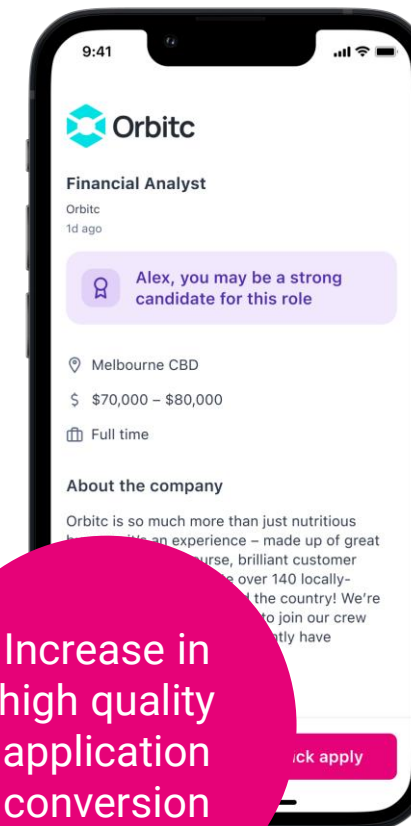 9:41
Orbitc
Financial Analyst
Orbitc
1d ago
Alex, you may be a strong
candidate for this role
Melbourne CBD
$ $70,000 – $80,000
Full time
About the company
Orbitc is so much more than just nutritious
an experience – made up of great
brilliant customer
over 140 locally-
the country! We're
to join our crew
have
apply
Increase in
high quality
application
conversion